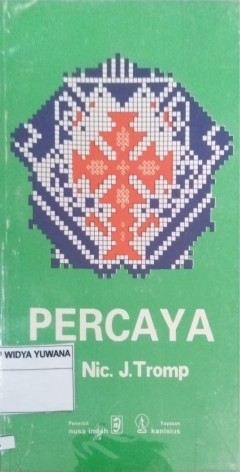 PERCAYA
WIDYA YUWANA
Nic. J.Tromp
Penerbit Yayasan
nusa indah kanisius